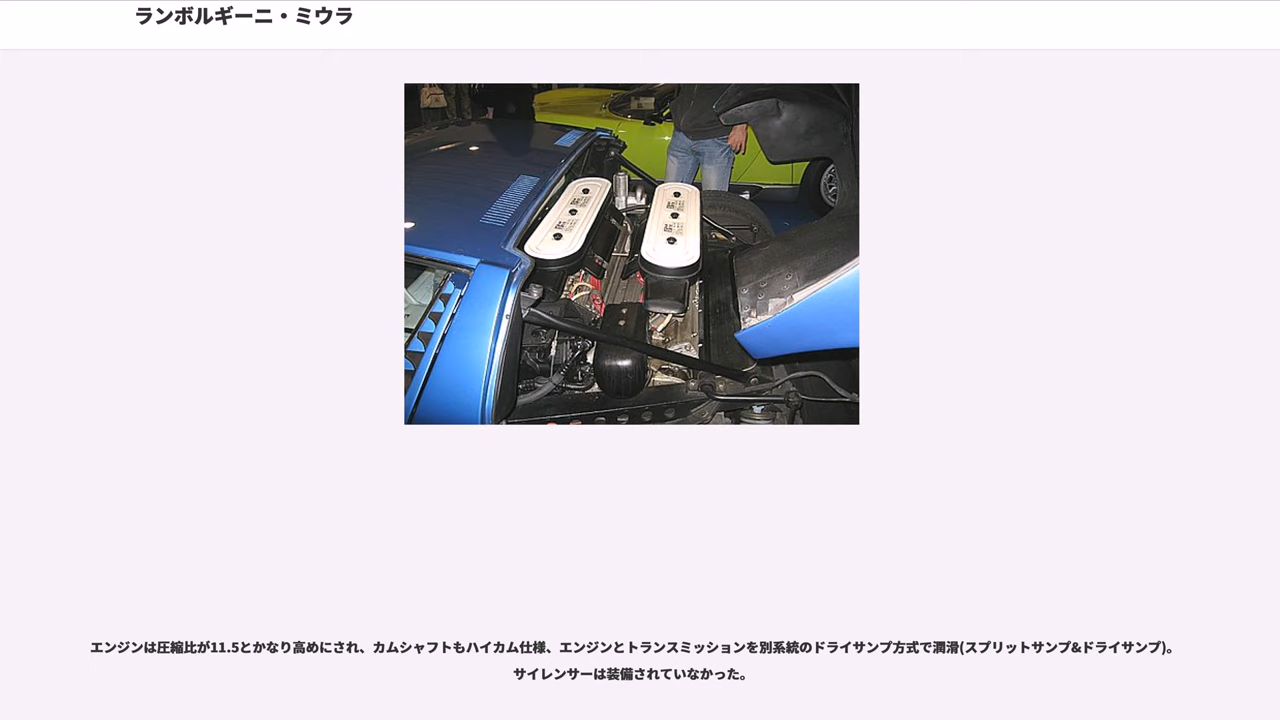 ランボルギーニ・ミウラ
エンジンは圧縮比が11.5とかなり高めにされ、カムシャフトもハイカム仕様、エンジンとトランスミッションを別系統のドライサンプ方式で潤滑(スプリットサンプ&ドライサンプ)。
サイレンサーは装備されていなかった。